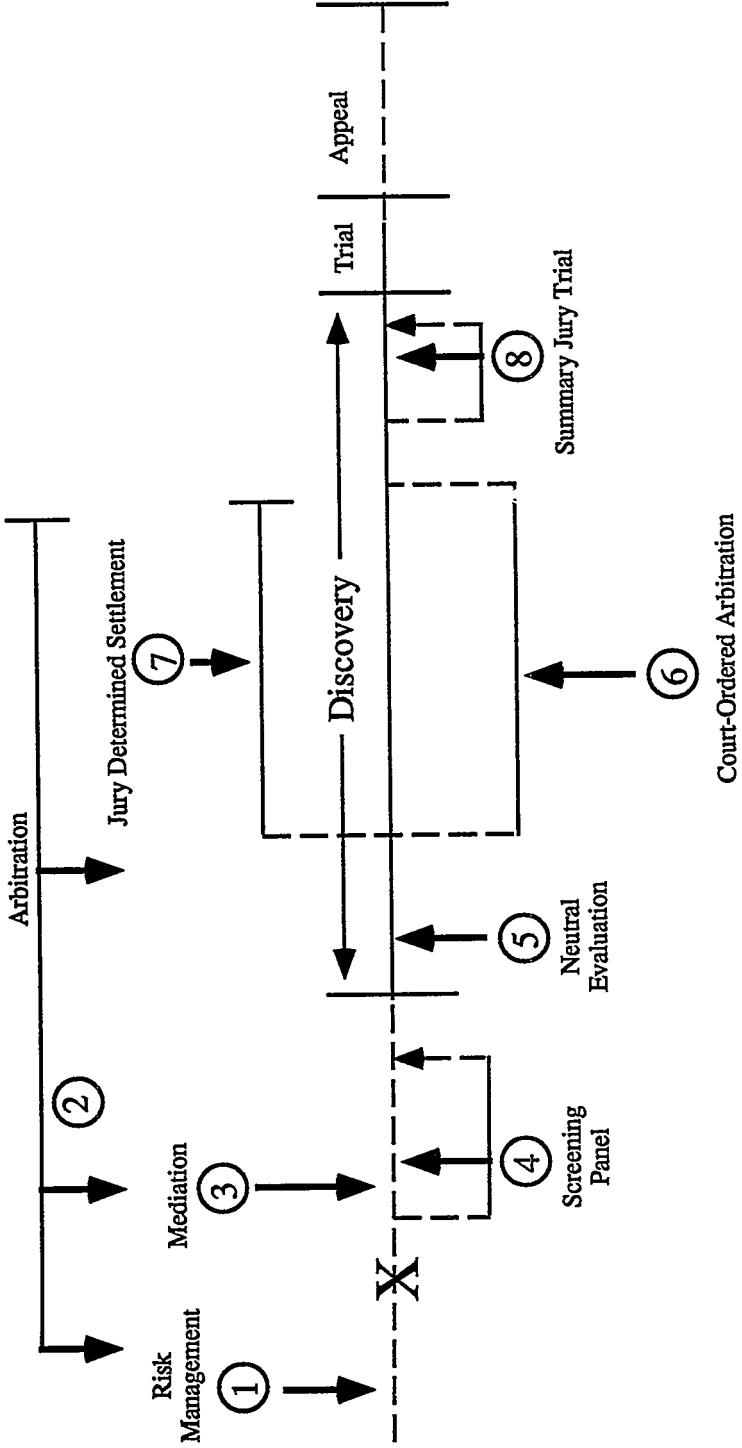 Arbitration
2
Risk
Management
1
Mediation
3
Jury Determined Settlement
7
X
Discovery
Trial
Appeal
4
Screening
Panel
5
Neutral
Evaluation
6
Court-Ordered Arbitration
8
Summary Jury Trial